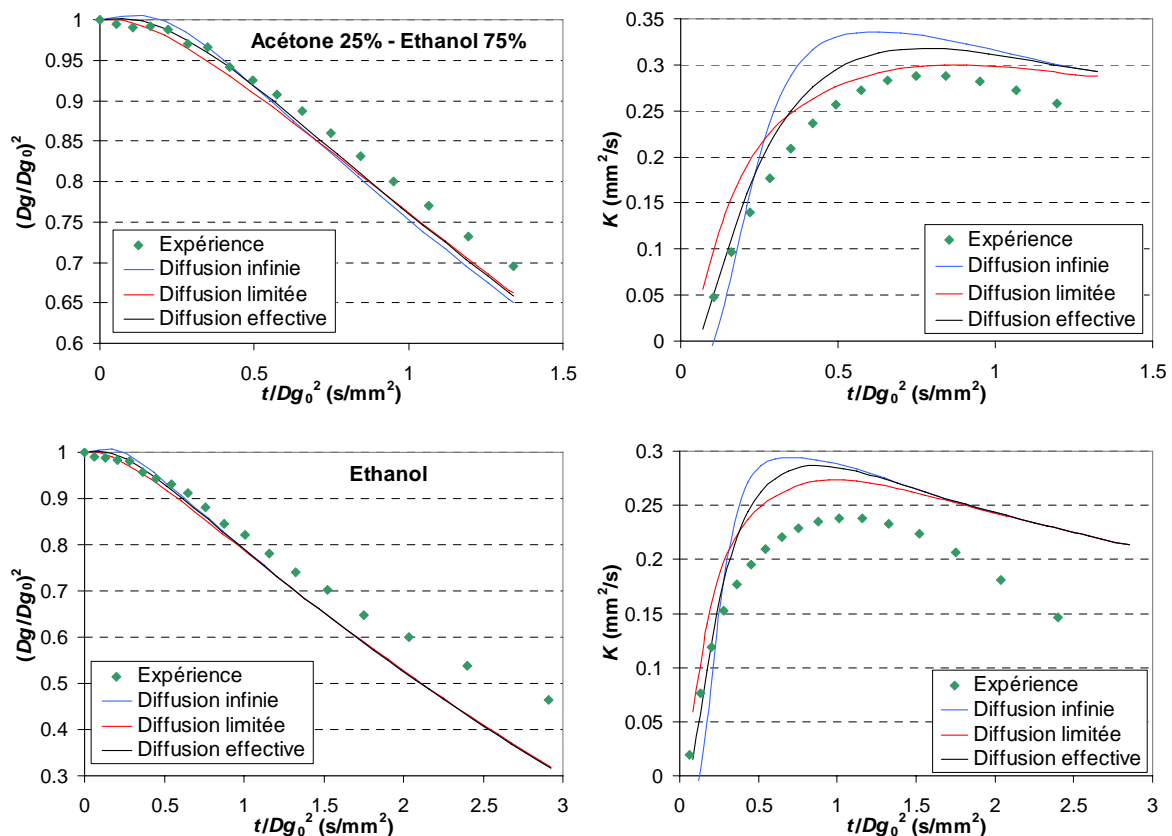 Acétone 25% - Ethanol 75%
(Dg/Dg₀)²
1
0.95
0.9
0.85
0.8
0.75
0.7
0.65
0.6
Expérience
Diffusion infinie
Diffusion limitée
Diffusion effective
0
0.5
1
1.5
t/Dg₀² (s/mm²)
K (mm²/s)
0.35
0.3
0.25
0.2
0.15
0.1
0.05
0
Expérience
Diffusion infinie
Diffusion limitée
Diffusion effective
0
0.5
1
1.5
t/Dg₀² (s/mm²)
Ethanol
(Dg/Dg₀)²
1
0.9
0.8
0.7
0.6
0.5
0.4
0.3
Expérience
Diffusion infinie
Diffusion limitée
Diffusion effective
0
0.5
1
1.5
2
2.5
3
t/Dg₀² (s/mm²)
K (mm²/s)
0.3
0.25
0.2
0.15
0.1
0.05
0
Expérience
Diffusion infinie
Diffusion limitée
Diffusion effective
0
0.5
1
1.5
2
2.5
3
t/Dg₀² (s/mm²)